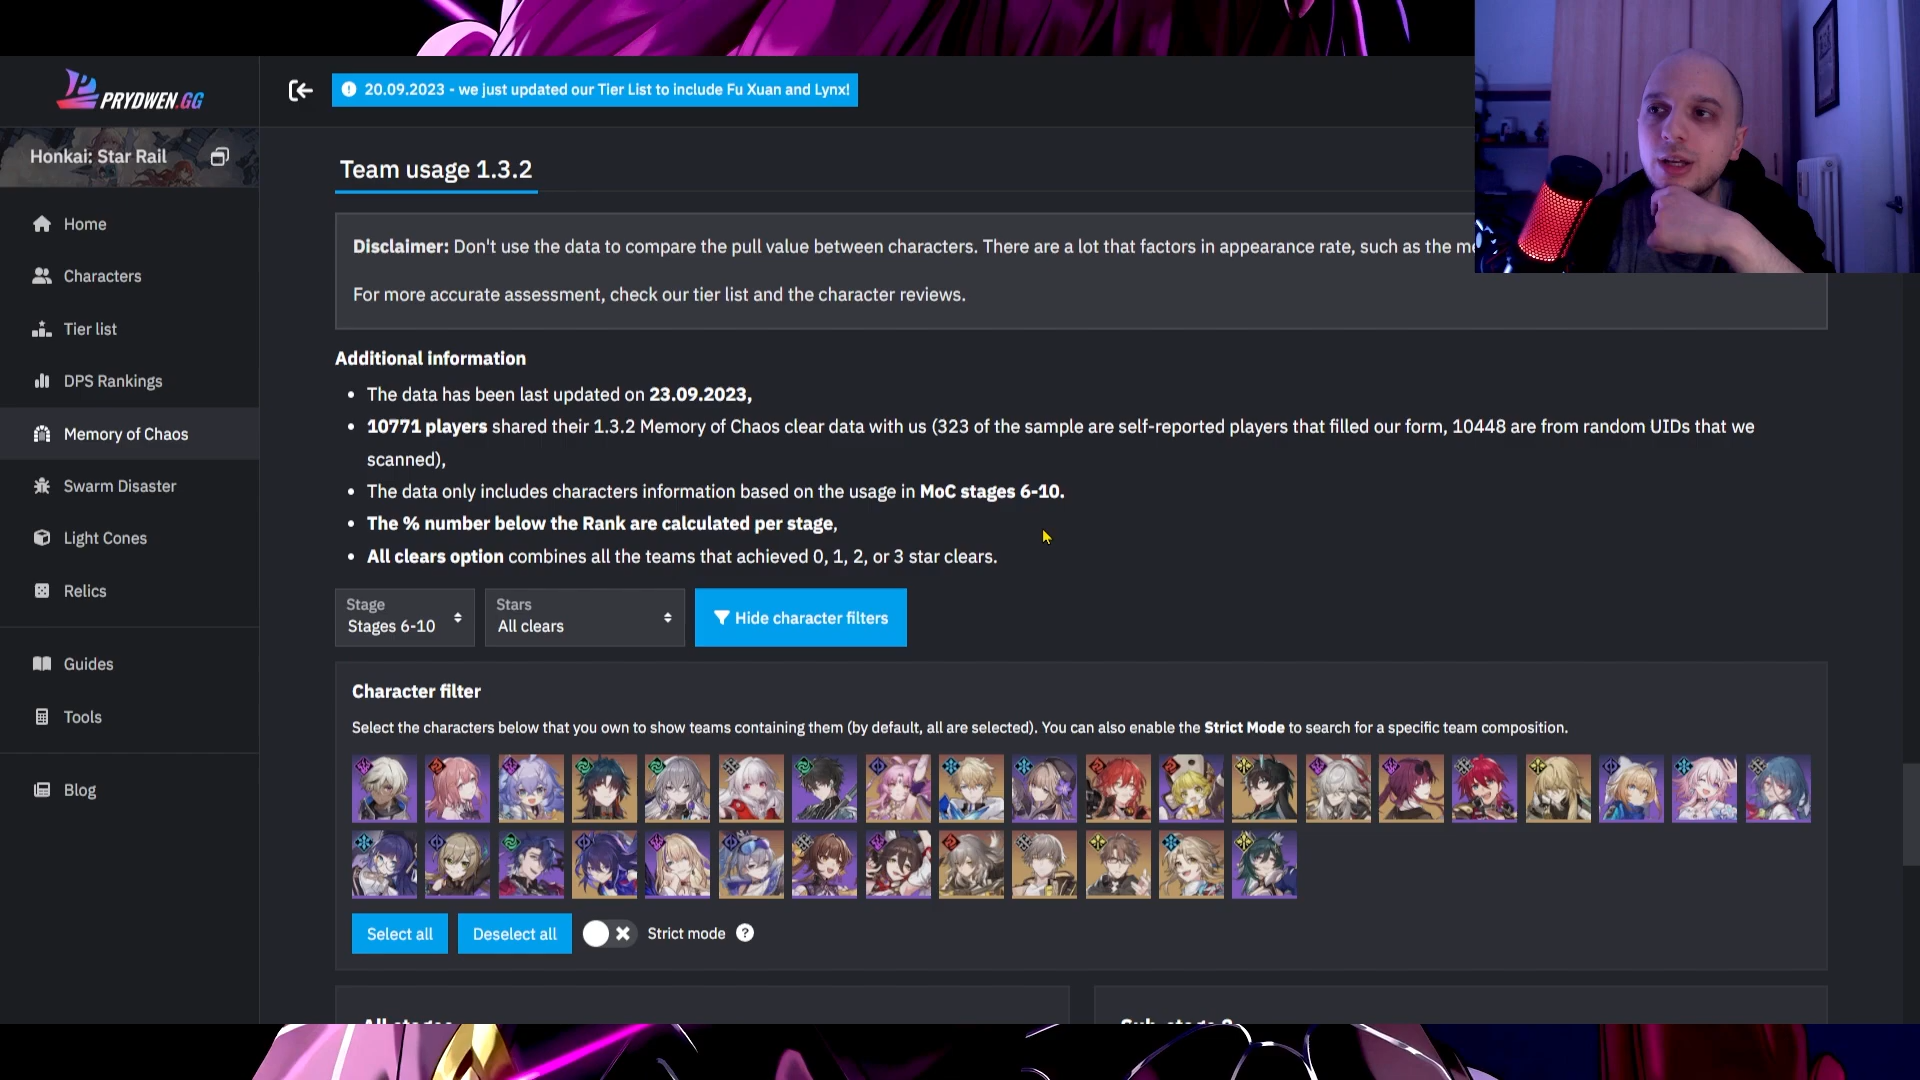 PRYDWEN.GG
20.09.2023 - we just updated our Tier List to include Fu Xuan and Lynx!
Honkai: Star Rail
Home
Characters
Tier list
DPS Rankings
Memory of Chaos
Swarm Disaster
Light Cones
Relics
Guides
Tools
Blog
Team usage 1.3.2
Disclaimer: Don't use the data to compare the pull value between characters. There are a lot that factors in appearance rate, such as the
For more accurate assessment, check our tier list and the character reviews.
Additional information
The data has been last updated on 23.09.2023,
10771 players shared their 1.3.2 Memory of Chaos clear data with us (323 of the sample are self-reported players that filled our form, 10448 are from random UIDs that we
scanned),
The data only includes characters information based on the usage in MoC stages 6-10.
The % number below the Rank are calculated per stage,
All clears option combines all the teams that achieved 0, 1, 2, or 3 star clears.
Stage
Stages 6-10
Stars
All clears
Hide character filters
Character filter
Select the characters below that you own to show teams containing them (by default, all are selected). You can also enable the Strict Mode to search for a specific team composition.
Select all
Deselect all
Strict mode